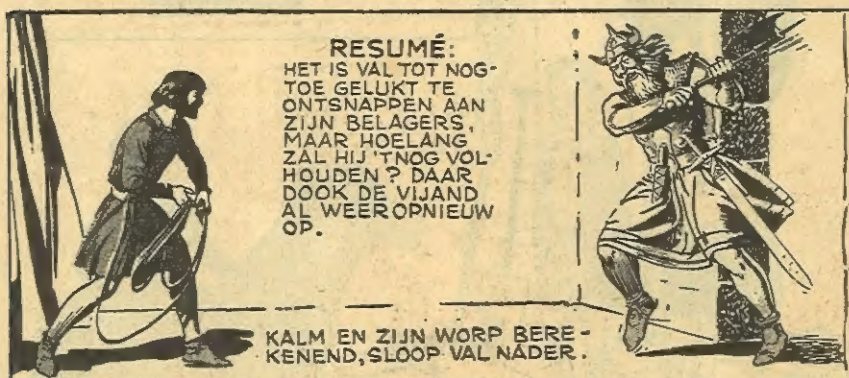 RESUMÉ:
HET IS VAL TOT NOG-
TOE GELUKT TE
ONTSNAPPEN AAN
ZIJN BELAGERS,
MAAR HOELANG
ZAL HIJ 'T NOG VOL-
HOUDEN? DAAR
DOOK DE VIJAND
AL WEER OPNIEUW
OP.
KALM EN ZIJN WORP BERE-
KENEND, SLOOP VAL NADER.